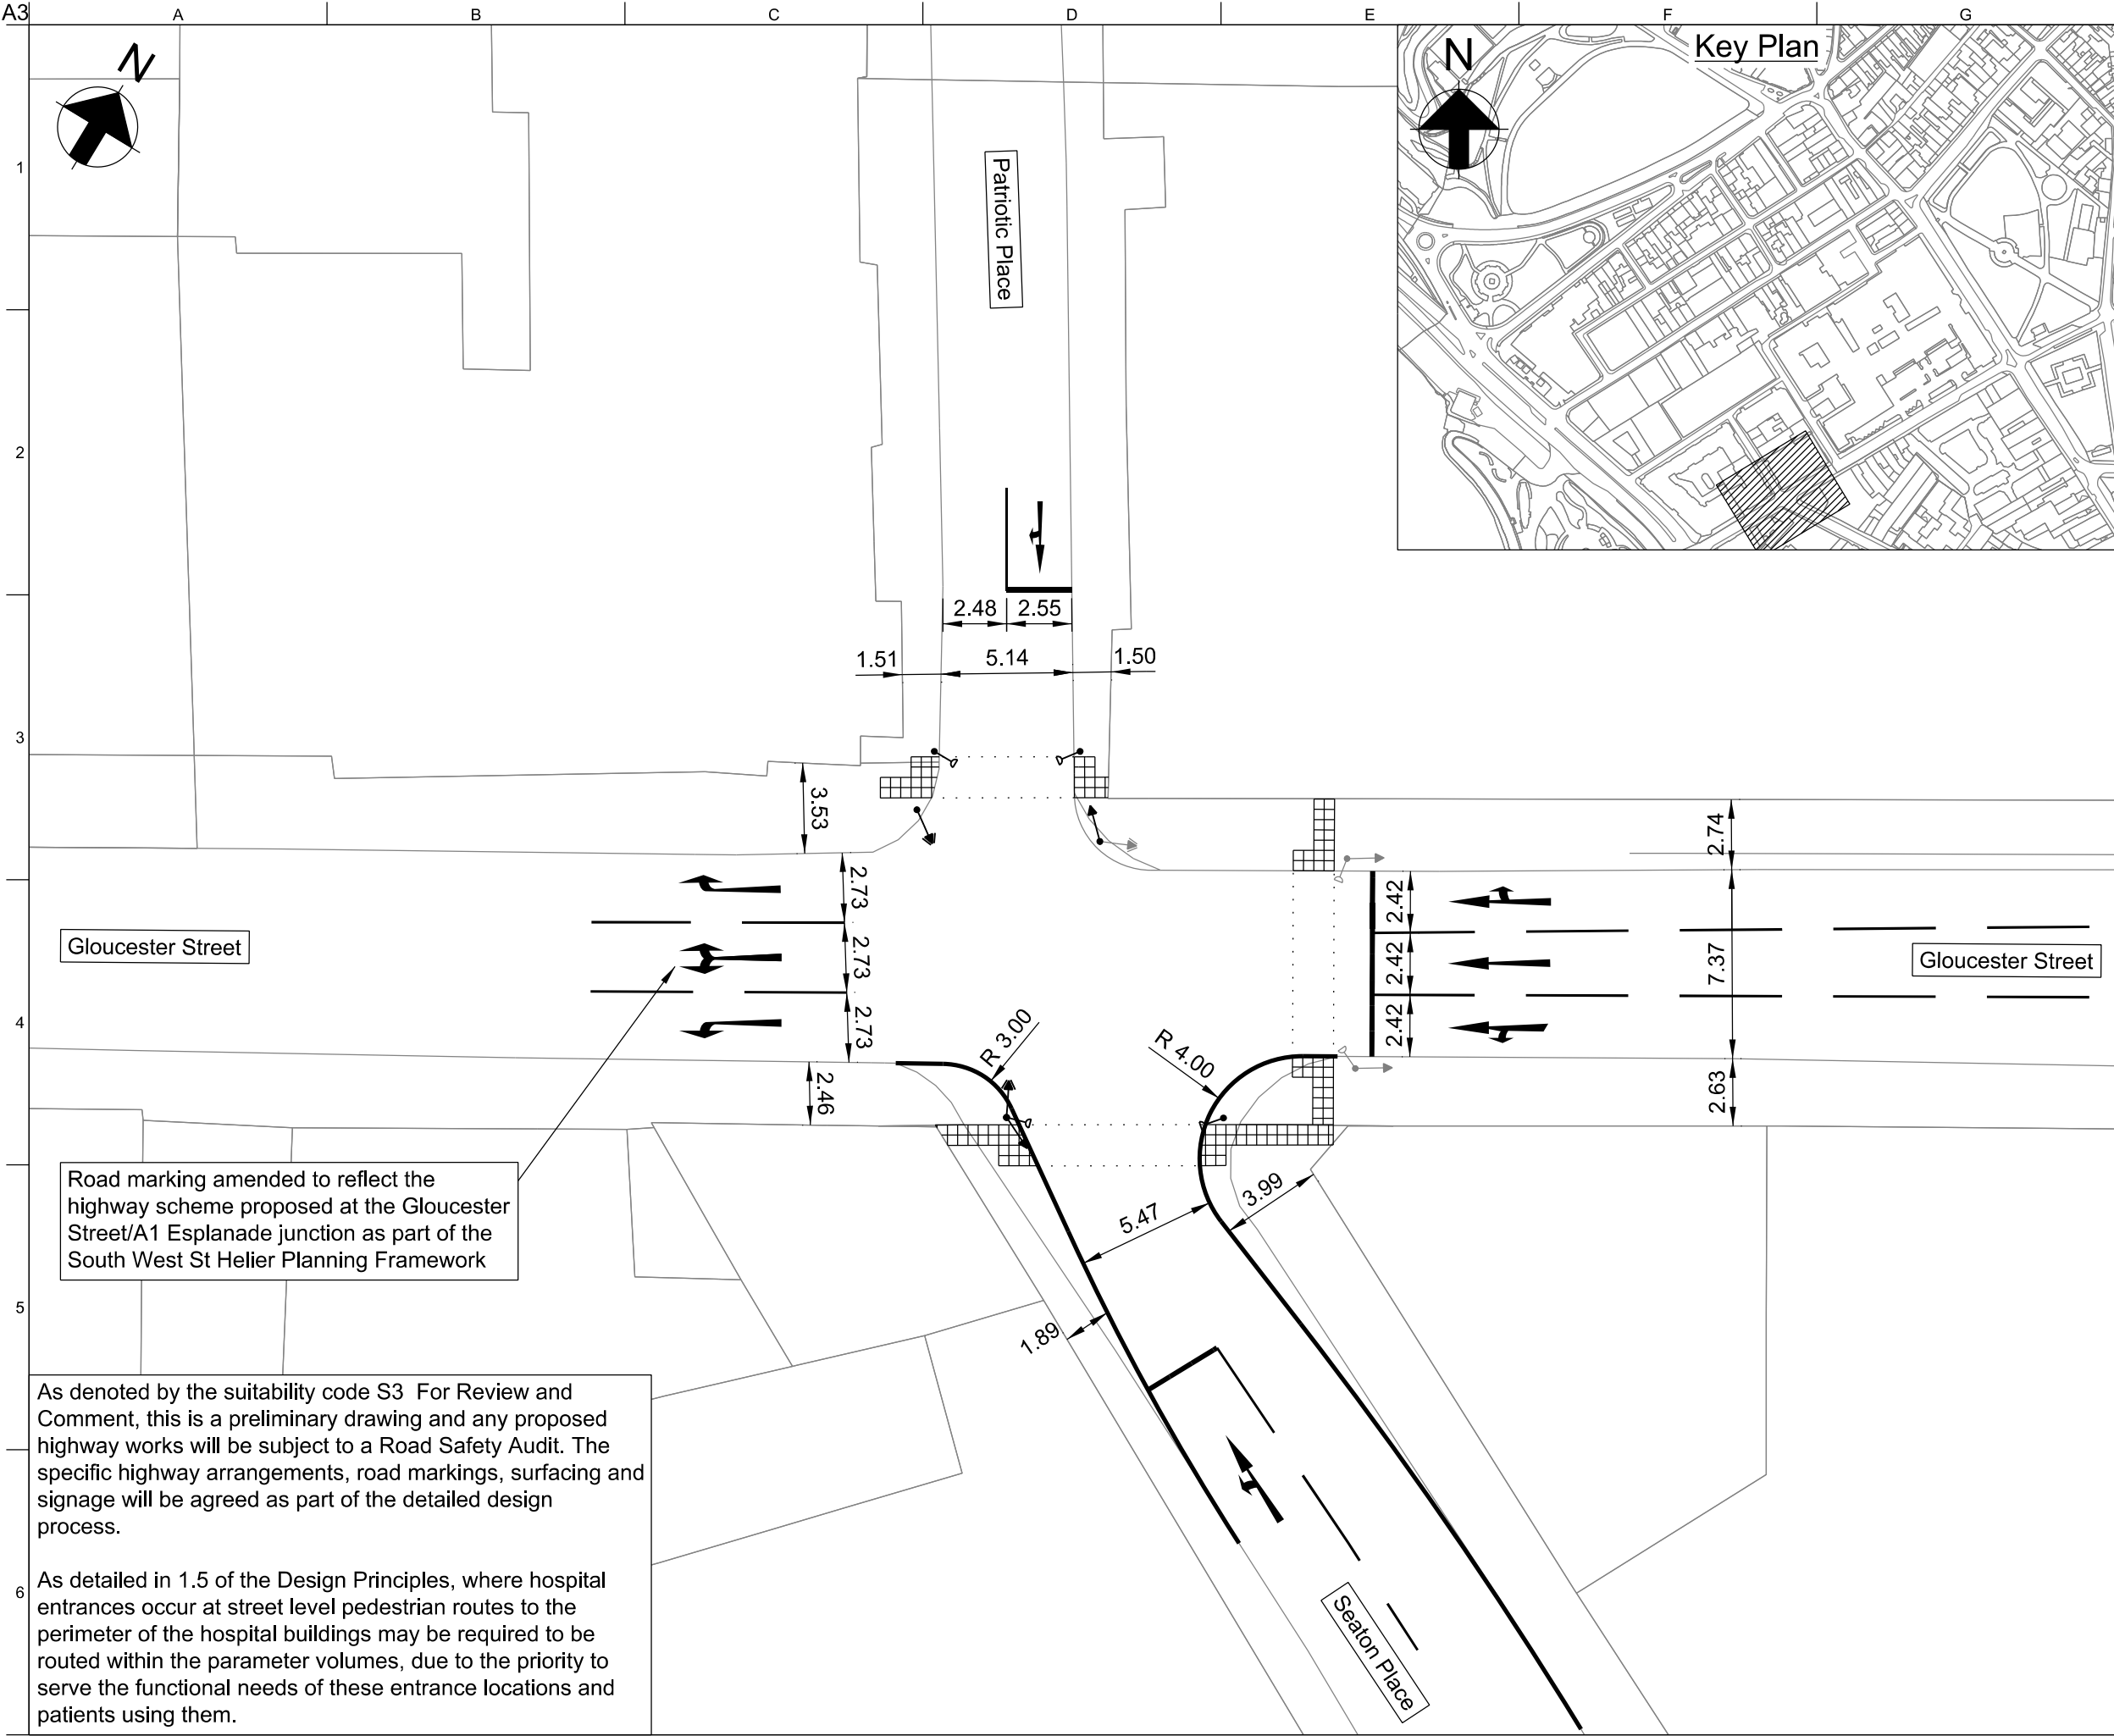 A3
A
B
C
D
E
F
G
N
Key Plan
N
1
Patriotic Place
2
2.48
2.55
1.51
5.14
1.50
3
3.53
2.74
2.73
2.42
Gloucester Street
2.73
2.42
7.37
Gloucester Street
4
2.73
2.42
R 3.00
R 4.00
2.46
2.63
Road marking amended to reflect the
highway scheme proposed at the Gloucester
Street/A1 Esplanade junction as part of the
South West St Helier Planning Framework
3.99
5.47
5
1.89
As denoted by the suitability code S3 For Review and
Comment, this is a preliminary drawing and any proposed
highway works will be subject to a Road Safety Audit. The
specific highway arrangements, road markings, surfacing and
signage will be agreed as part of the detailed design
process.
6
As detailed in 1.5 of the Design Principles, where hospital
entrances occur at street level pedestrian routes to the
perimeter of the hospital buildings may be required to be
routed within the parameter volumes, due to the priority to
serve the functional needs of these entrance locations and
patients using them.
Seaton Place